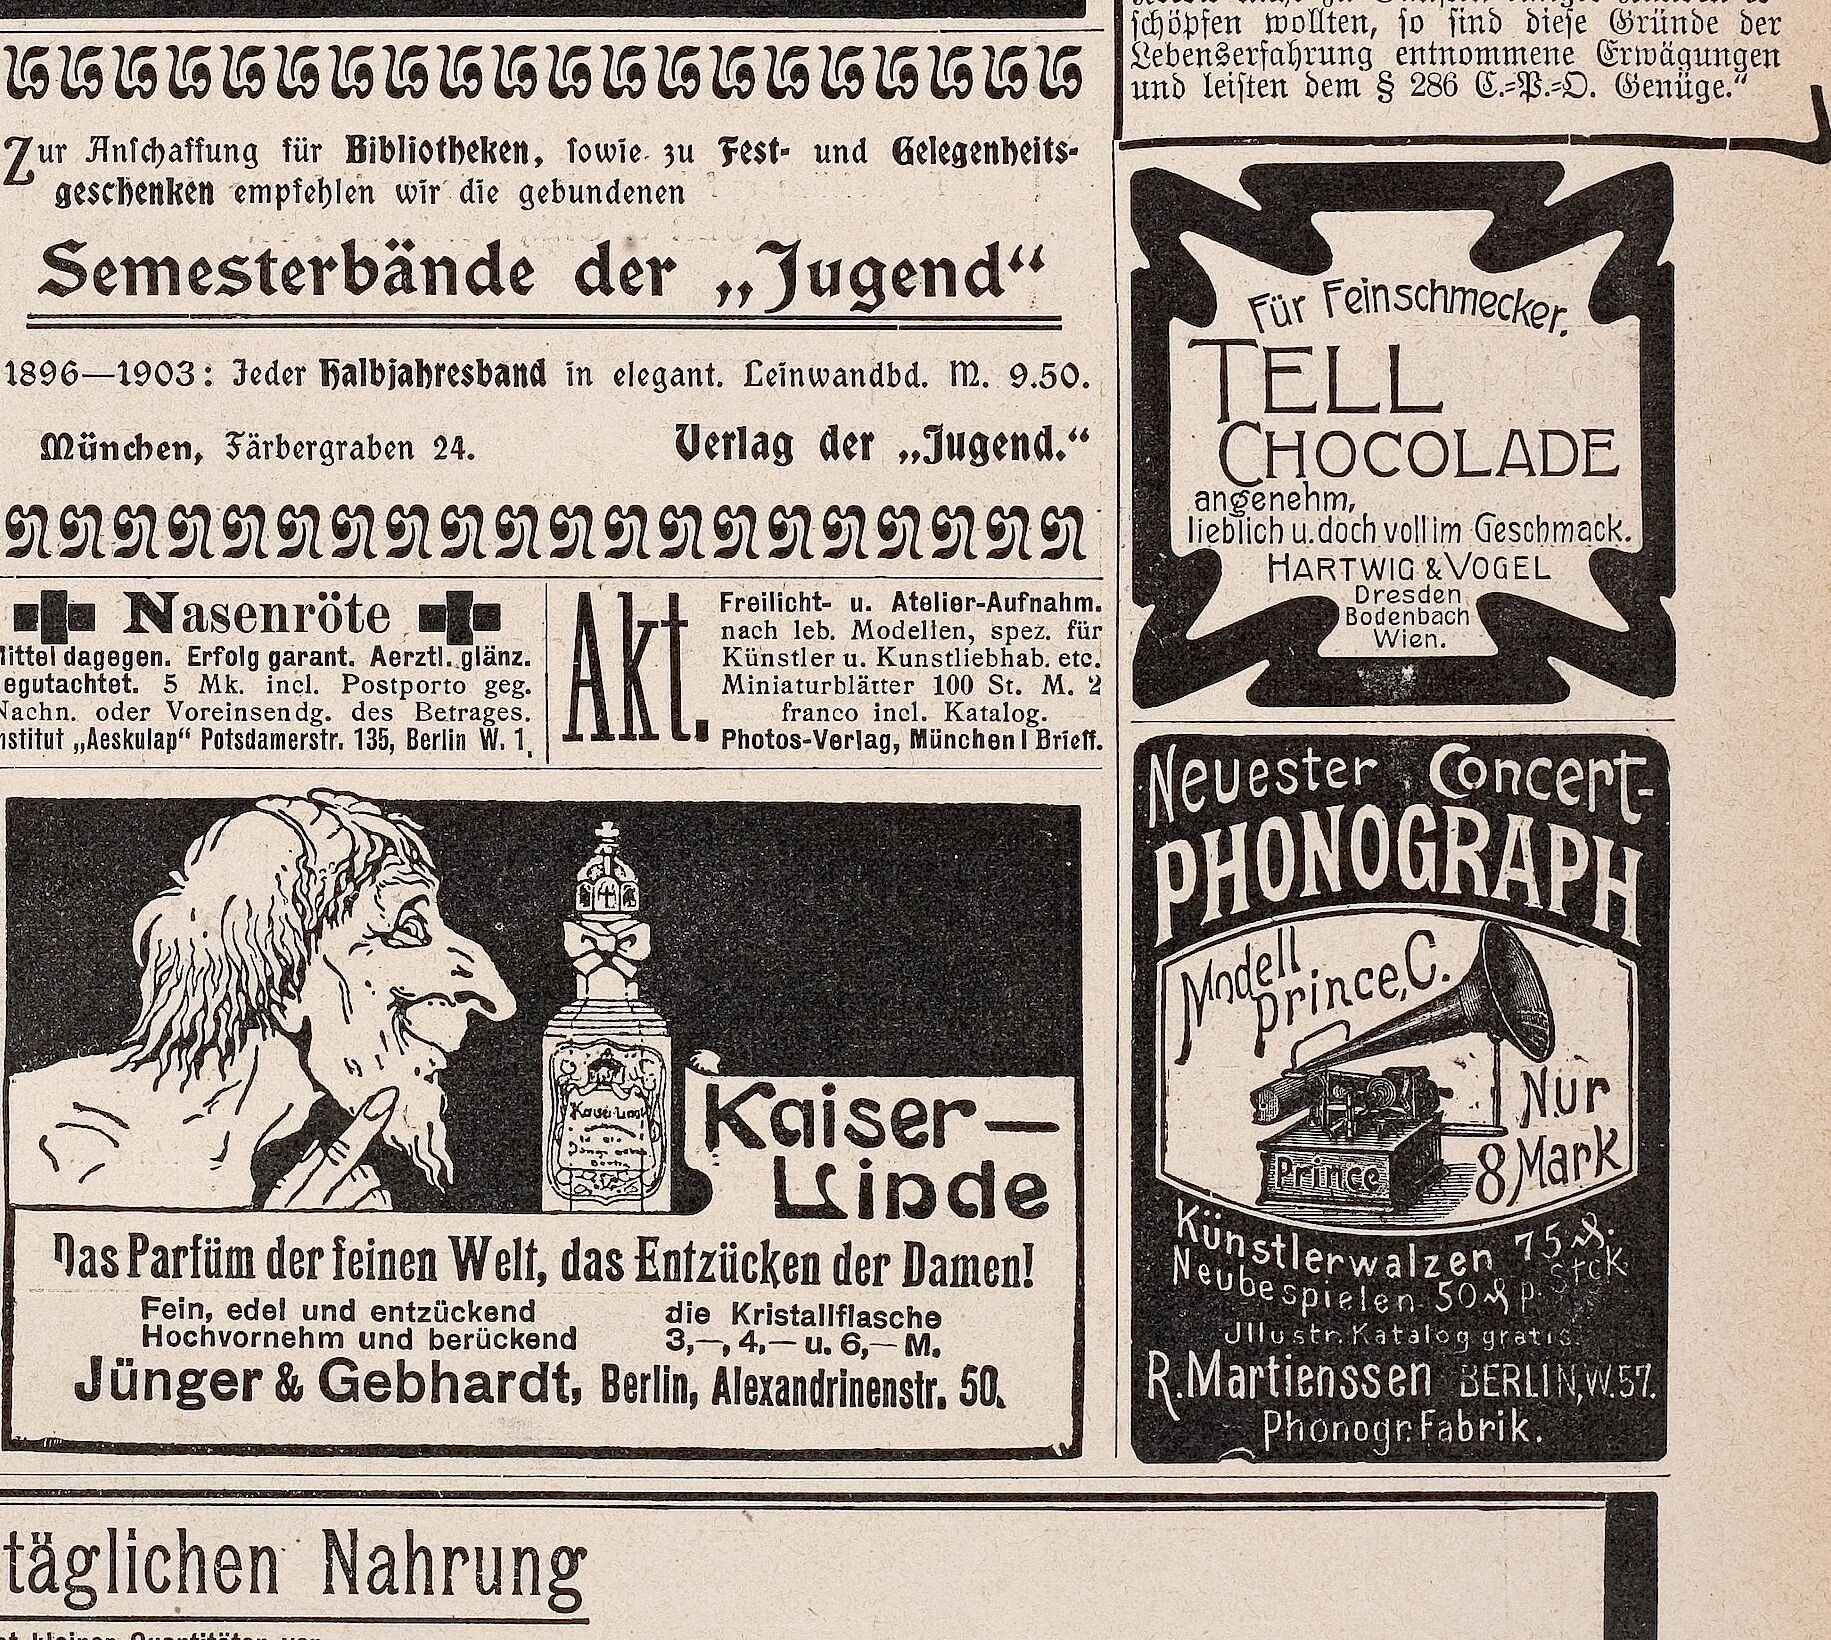 schöpfen wollten, so sind diese Gründe der
Lebenserfahrung entnommene Erwägungen
und leisten dem § 286 C.-P.-O. Genüge."
Zur Anschaffung für Bibliotheken, sowie zu Fest- und Gelegenheits-
geschenken empfehlen wir die gebundenen
Semesterbände der „Jugend“
1896—1903: Jeder Halbjahresband in elegant. Leinwandbd. M. 9.50.
München, Färbergraben 24. Verlag der „Jugend.“
Nasenröte
Mittel dagegen. Erfolg garant. Aerztl. glänz.
egutachtet. 5 Mk. incl. Postporto geg.
Nachn. oder Voreinsendg. des Betrages.
nstitut „Aeskulap“ Potsdamerstr. 135, Berlin W. 1.
Akt.
Freilicht- u. Atelier-Aufnahm.
nach leb. Modellen, spez. für
Künstler u. Kunstliebhab. etc.
Miniaturblätter 100 St. M. 2
franco incl. Katalog.
Photos-Verlag, München I Brieff.
Kaiser—
Linde
Das Parfüm der feinen Welt, das Entzücken der Damen!
Fein, edel und entzückend
Hochvornehm und berückend
die Kristallflasche
3,—, 4,— u. 6,— M.
Jünger & Gebhardt, Berlin, Alexandrinenstr. 50.
Für Feinschmecker.
TELL
CHOCOLADE
angenehm,
lieblich u. doch voll im Geschmack.
HARTWIG & VOGEL
Dresden
Bodenbach
Wien.
Neuester Concert-
PHONOGRAPH
Modell
prince, C.
Nur
8 Mark
Prince
Künstlerwalzen 75 ₰.
Neubespielen 50 ₰ p. Stck
Jllustr. Katalog gratis.
R. Martienssen BERLIN, W. 57.
Phonogr. Fabrik.
täglichen Nahrung
kleiner Quantitäten von